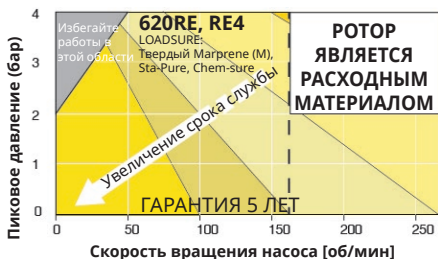 Избегайте
работы в
этой области
620RE, RE4
LOADSURE:
Твердый Marprene (M),
Sta-Pure, Chem-sure
РОТОР
ЯВЛЯЕТСЯ
РАСХОДНЫМ
МАТЕРИАЛОМ
Увеличение срока службы
ГАРАНТИЯ 5 ЛЕТ
Пиковое давление (бар)
4
3
2
1
0
0
50
100
150
200
250
Скорость вращения насоса [об/мин]